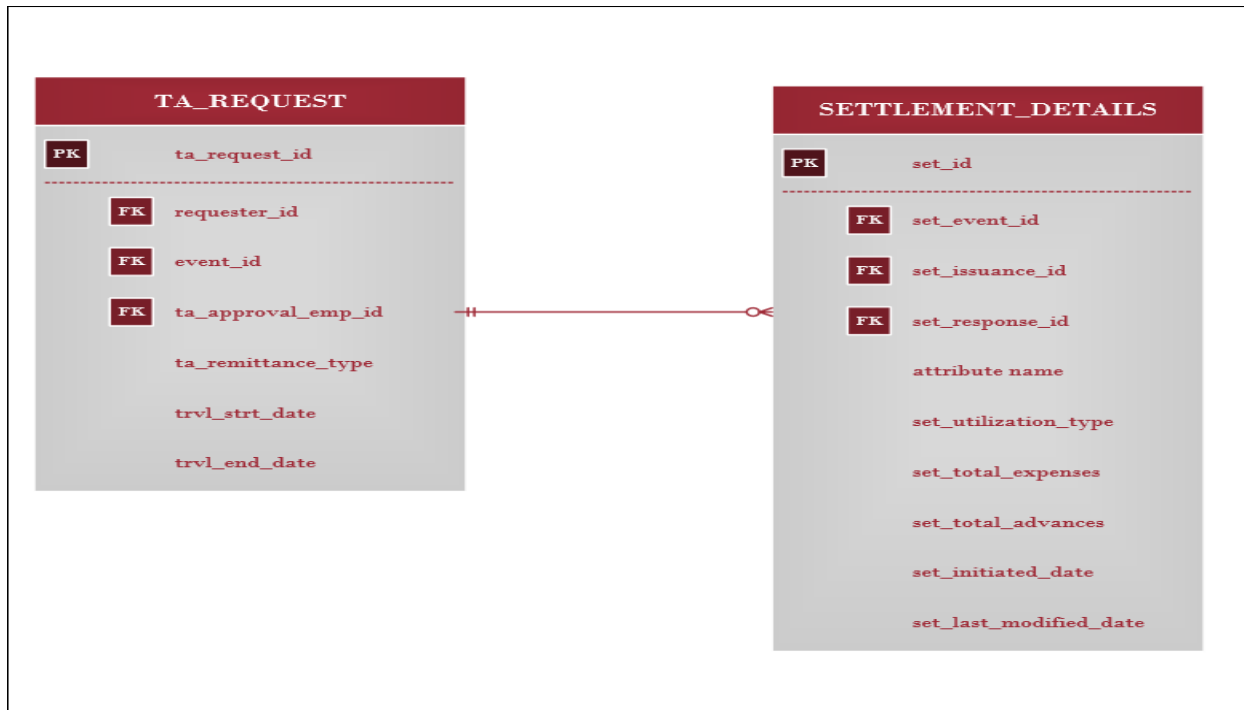 TA_REQUEST
PK ta_request_id
FK requester_id
FK event_id
FK ta_approval_emp_id
ta_remittance_type
trvl_strt_date
trvl_end_date
SETTLEMENT_DETAILS
PK set_id
FK set_event_id
FK set_issuance_id
FK set_response_id
attribute name
set_utilization_type
set_total_expenses
set_total_advances
set_initiated_date
set_last_modified_date